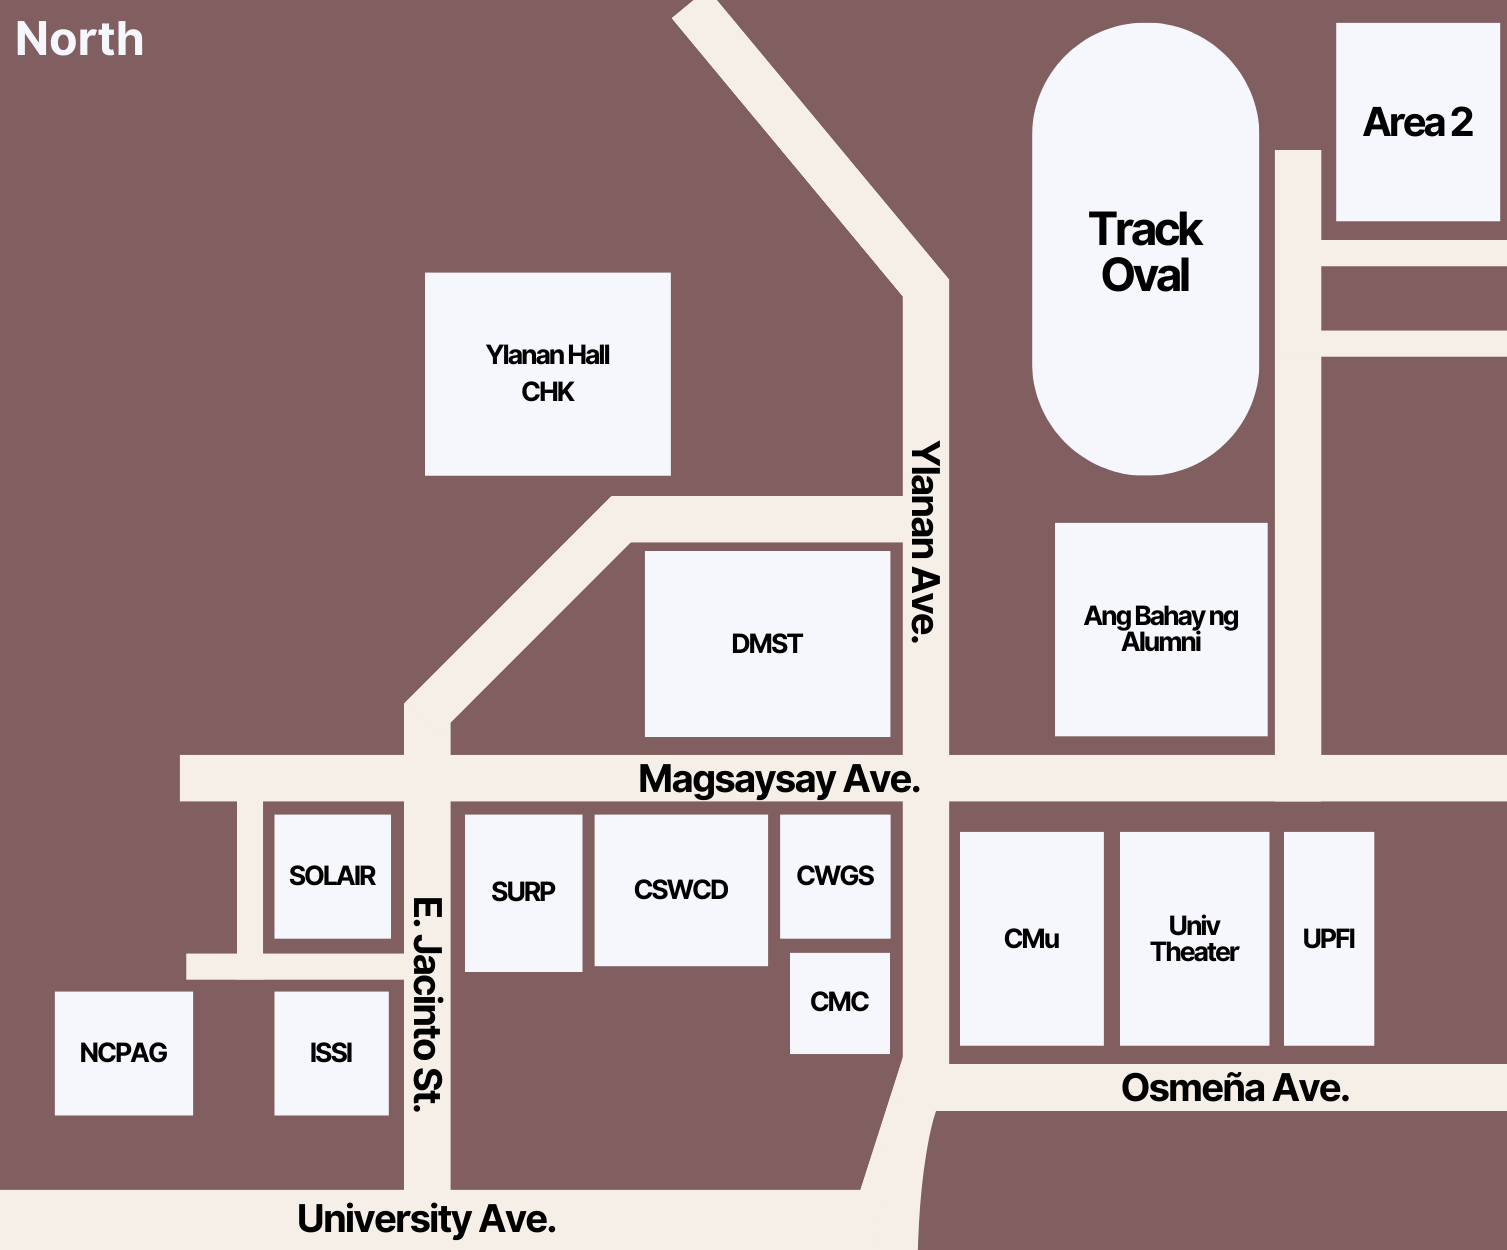 North
Area 2
Track
Oval
Ylanan Hall
CHK
Ylanan Ave.
Ang Bahay ng
Alumni
DMST
Magsaysay Ave.
SOLAIR
SURP
CSWCD
CWGS
E. Jacinto St.
CMu
Univ
Theater
UPFI
CMC
NCPAG
ISSI
Osmeña Ave.
University Ave.